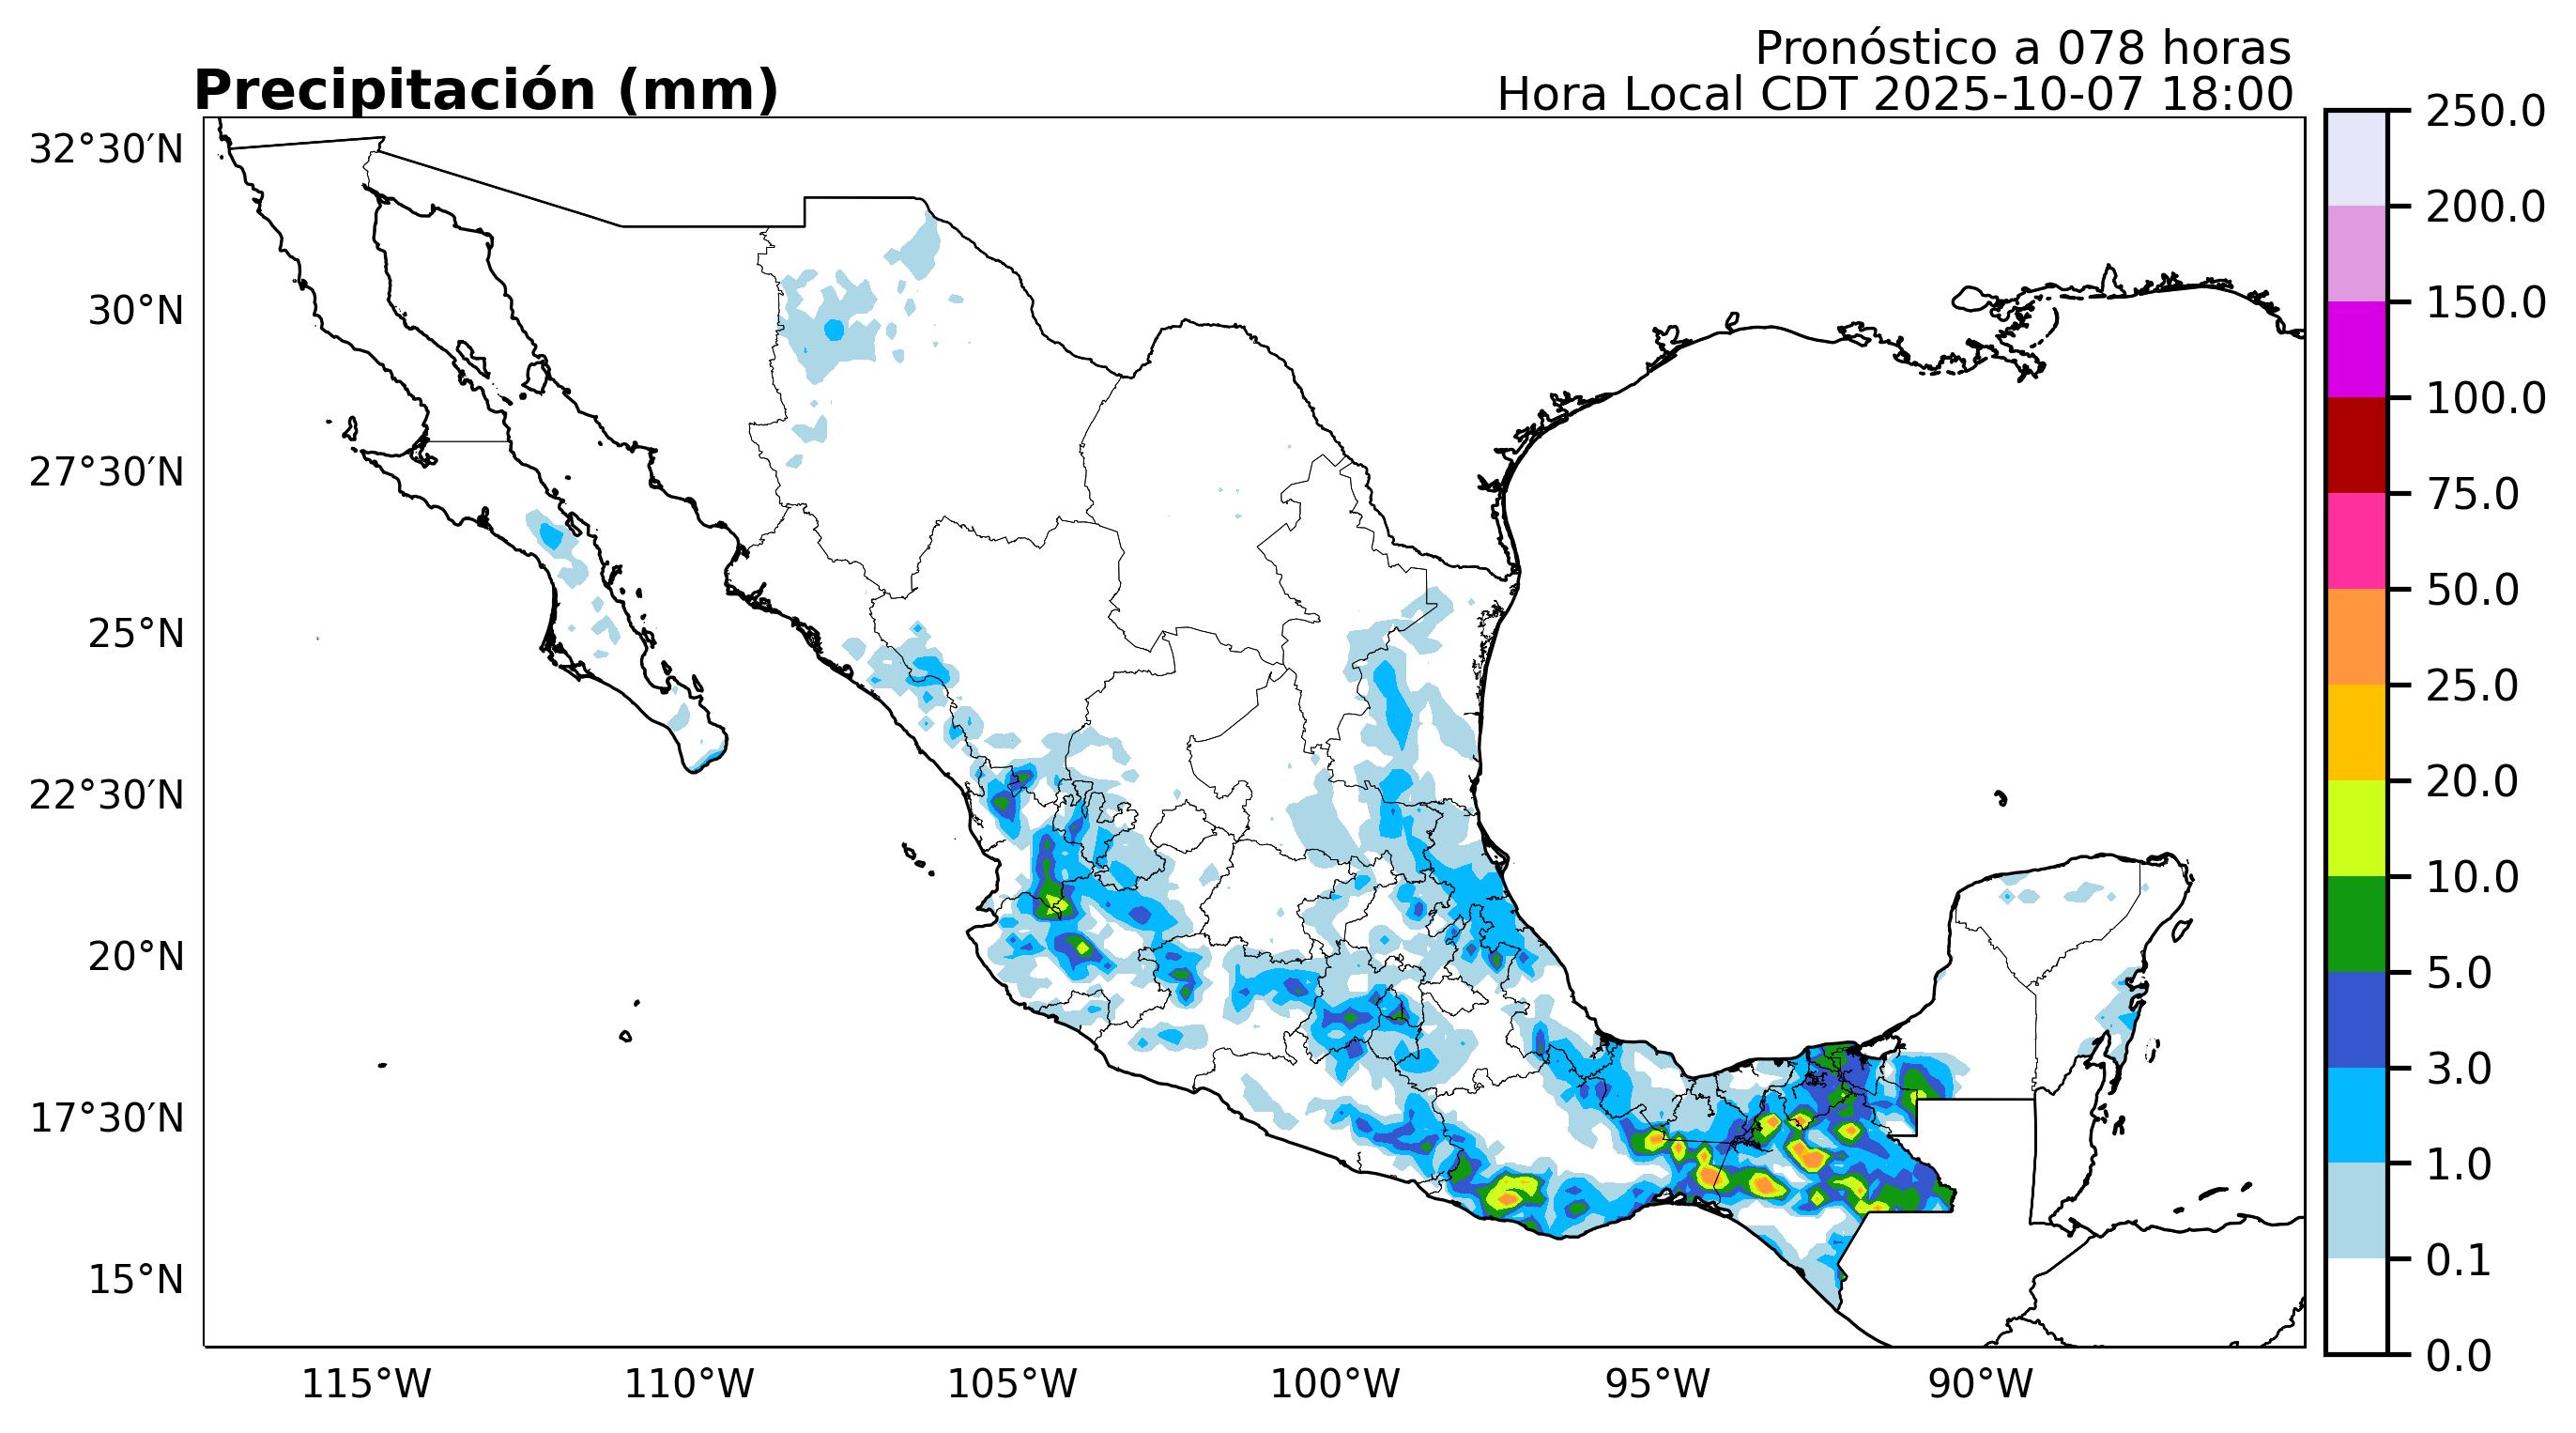 Pronóstico a 078 horas
Precipitación (mm)
Hora Local CDT 2025-10-07 18:00
32°30′N
30°N
27°30′N
25°N
22°30′N
20°N
17°30′N
15°N
115°W
110°W
105°W
100°W
95°W
90°W
250.0
200.0
150.0
100.0
75.0
50.0
25.0
20.0
10.0
5.0
3.0
1.0
0.1
0.0